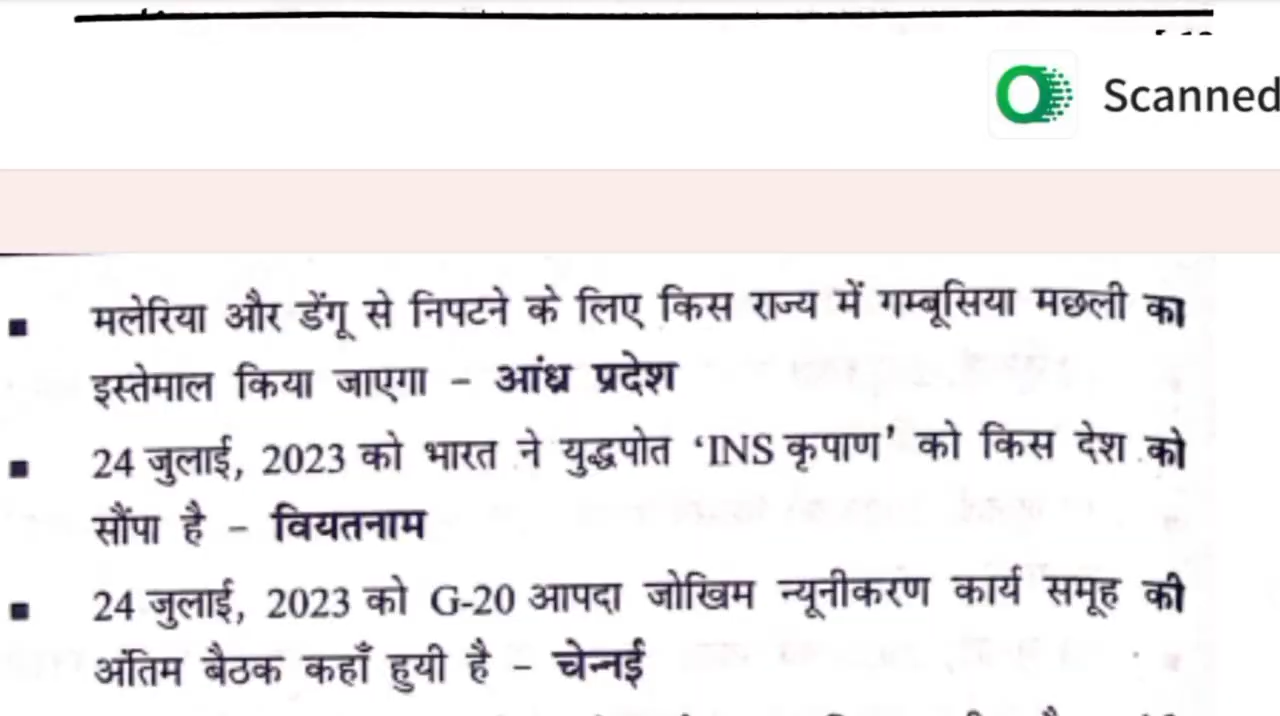 Scanned
▪ मलेरिया और डेंगू से निपटने के लिए किस राज्य में गम्बूसिया मछली का
इस्तेमाल किया जाएगा – आंध्र प्रदेश
▪ 24 जुलाई, 2023 को भारत ने युद्धपोत ‘INS कृपाण’ को किस देश को
सौंपा है – वियतनाम
▪ 24 जुलाई, 2023 को G-20 आपदा जोखिम न्यूनीकरण कार्य समूह की
अंतिम बैठक कहाँ हुयी है – चेन्नई